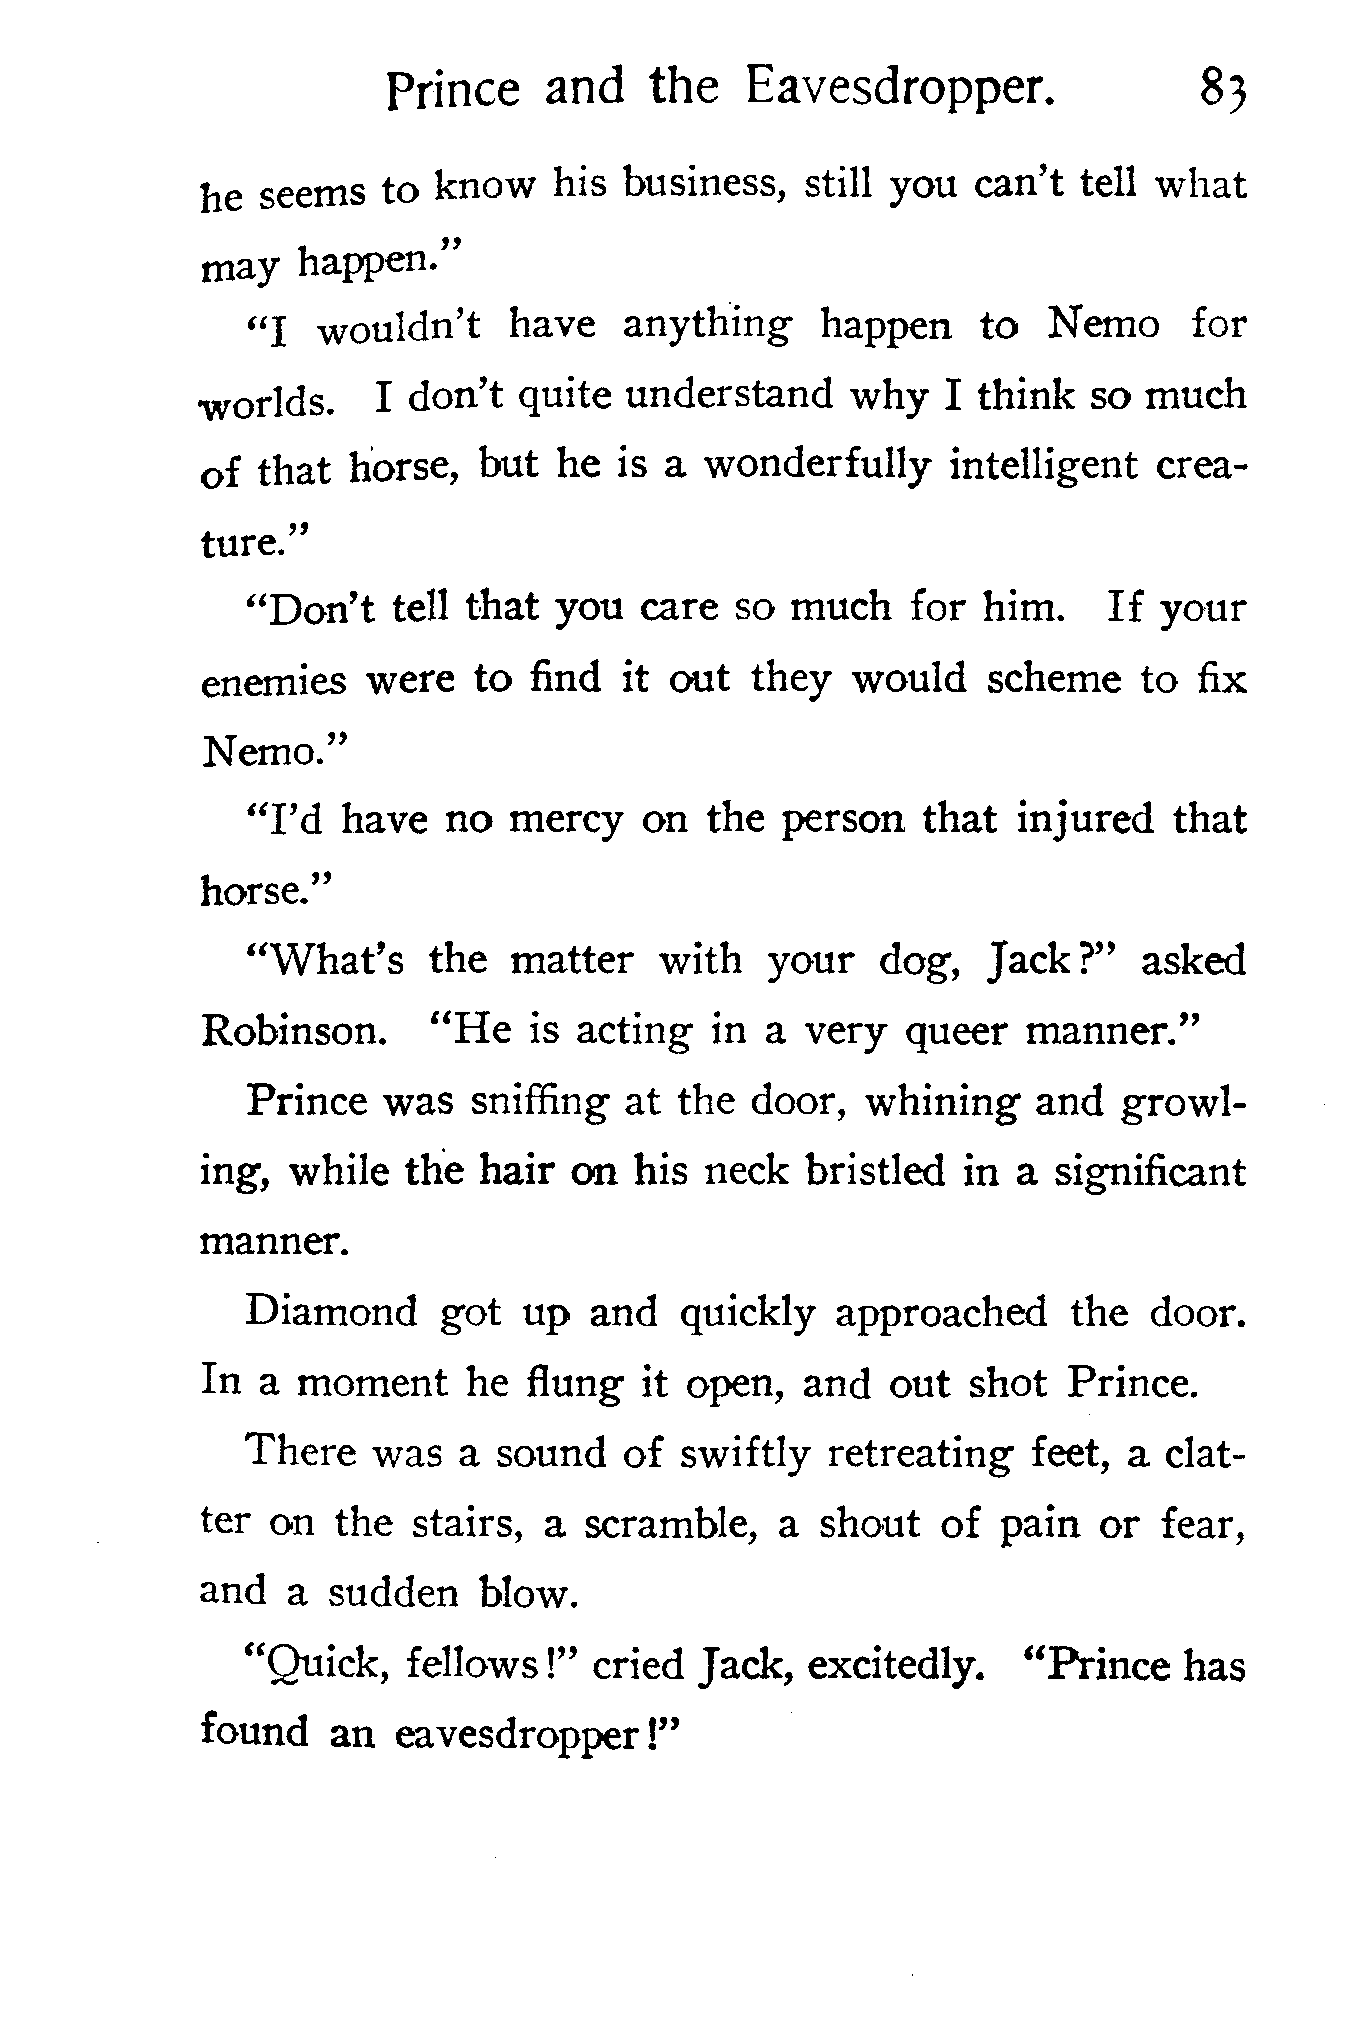 Prince and the Eavesdropper. 83
he seems to know his business, still you can't tell what
may happen."
"I wouldn't have anything happen to Nemo for
worlds. I don't quite understand why I think so much
of that horse, but he is a wonderfully intelligent crea-
ture."
"Don't tell that you care so much for him. If your
enemies were to find it out they would scheme to fix
Nemo."
"I'd have no mercy on the person that injured that
horse."
"What's the matter with your dog, Jack?" asked
Robinson. "He is acting in a very queer manner."
Prince was sniffing at the door, whining and growl-
ing, while the hair on his neck bristled in a significant
manner.
Diamond got up and quickly approached the door.
In a moment he flung it open, and out shot Prince.
There was a sound of swiftly retreating feet, a clat-
ter on the stairs, a scramble, a shout of pain or fear,
and a sudden blow.
"Quick, fellows!" cried Jack, excitedly. "Prince has
found an eavesdropper!"